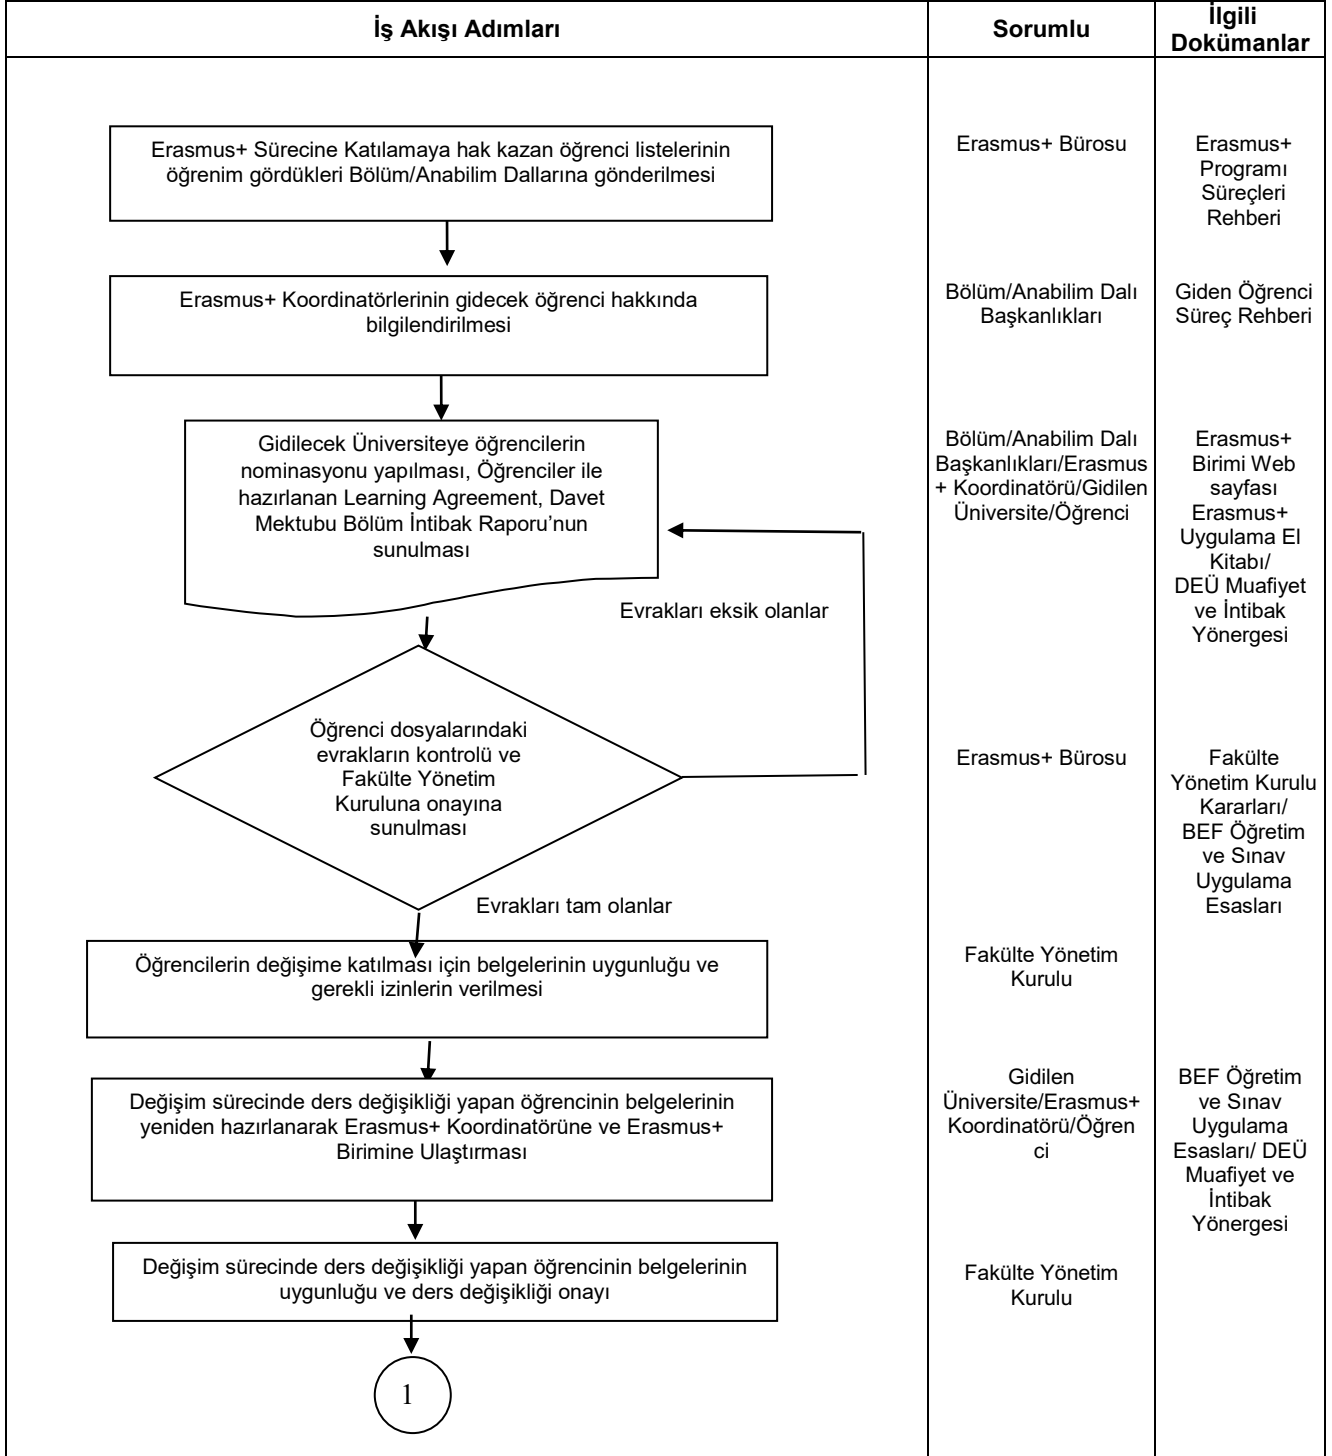 İş Akışı Adımları
Sorumlu
İlgili
Dokümanlar
Erasmus+ Sürecine Katılamaya hak kazan öğrenci listelerinin
öğrenim gördükleri Bölüm/Anabilim Dallarına gönderilmesi
Erasmus+ Bürosu
Erasmus+
Programı
Süreçleri
Rehberi
Erasmus+ Koordinatörlerinin gidecek öğrenci hakkında
bilgilendirilmesi
Bölüm/Anabilim Dalı
Başkanlıkları
Giden Öğrenci
Süreç Rehberi
Gidilecek Üniversiteye öğrencilerin
nominasyonu yapılması, Öğrenciler ile
hazırlanan Learning Agreement, Davet
Mektubu Bölüm İntibak Raporu’nun
sunulması
Bölüm/Anabilim Dalı
Başkanlıkları/Erasmus
+ Koordinatörü/Gidilen
Üniversite/Öğrenci
Erasmus+
Birimi Web
sayfası
Erasmus+
Uygulama El
Kitabı/
DEÜ Muafiyet
ve İntibak
Yönergesi
Evrakları eksik olanlar
Öğrenci dosyalarındaki
evrakların kontrolü ve
Fakülte Yönetim
Kuruluna onayına
sunulması
Erasmus+ Bürosu
Fakülte
Yönetim Kurulu
Kararları/
BEF Öğretim
ve Sınav
Uygulama
Esasları
Evrakları tam olanlar
Öğrencilerin değişime katılması için belgelerinin uygunluğu ve
gerekli izinlerin verilmesi
Fakülte Yönetim
Kurulu
Değişim sürecinde ders değişikliği yapan öğrencinin belgelerinin
yeniden hazırlanarak Erasmus+ Koordinatörüne ve Erasmus+
Birimine Ulaştırması
Gidilen
Üniversite/Erasmus+
Koordinatörü/Öğren
ci
BEF Öğretim
ve Sınav
Uygulama
Esasları/ DEÜ
Muafiyet ve
İntibak
Yönergesi
Değişim sürecinde ders değişikliği yapan öğrencinin belgelerinin
uygunluğu ve ders değişikliği onayı
Fakülte Yönetim
Kurulu
1